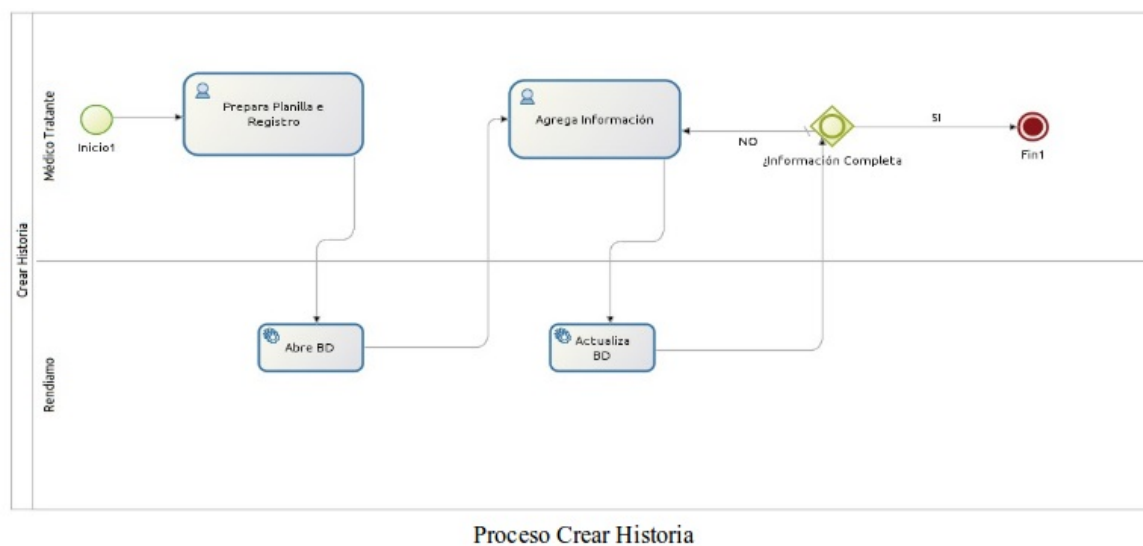 Crear Historia
Médico Tratante
Inicio1
Prepara Planilla e
Registro
Agrega Información
NO
¿Información Completa
SI
Fin1
Rendiamo
Abre BD
Actualiza
BD
Proceso Crear Historia